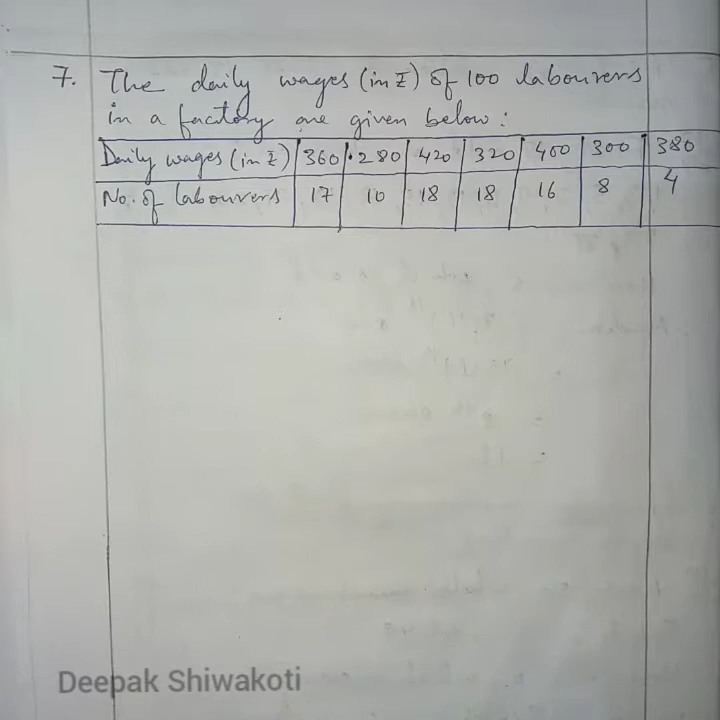 7. The daily wages (in ₹) of 100 labourers
in a factory are given below:
Daily wages (in ₹) 360 280 420 320 400 300 380
No. of labourers 17 10 18 18 16 8 4
Deepak Shiwakoti